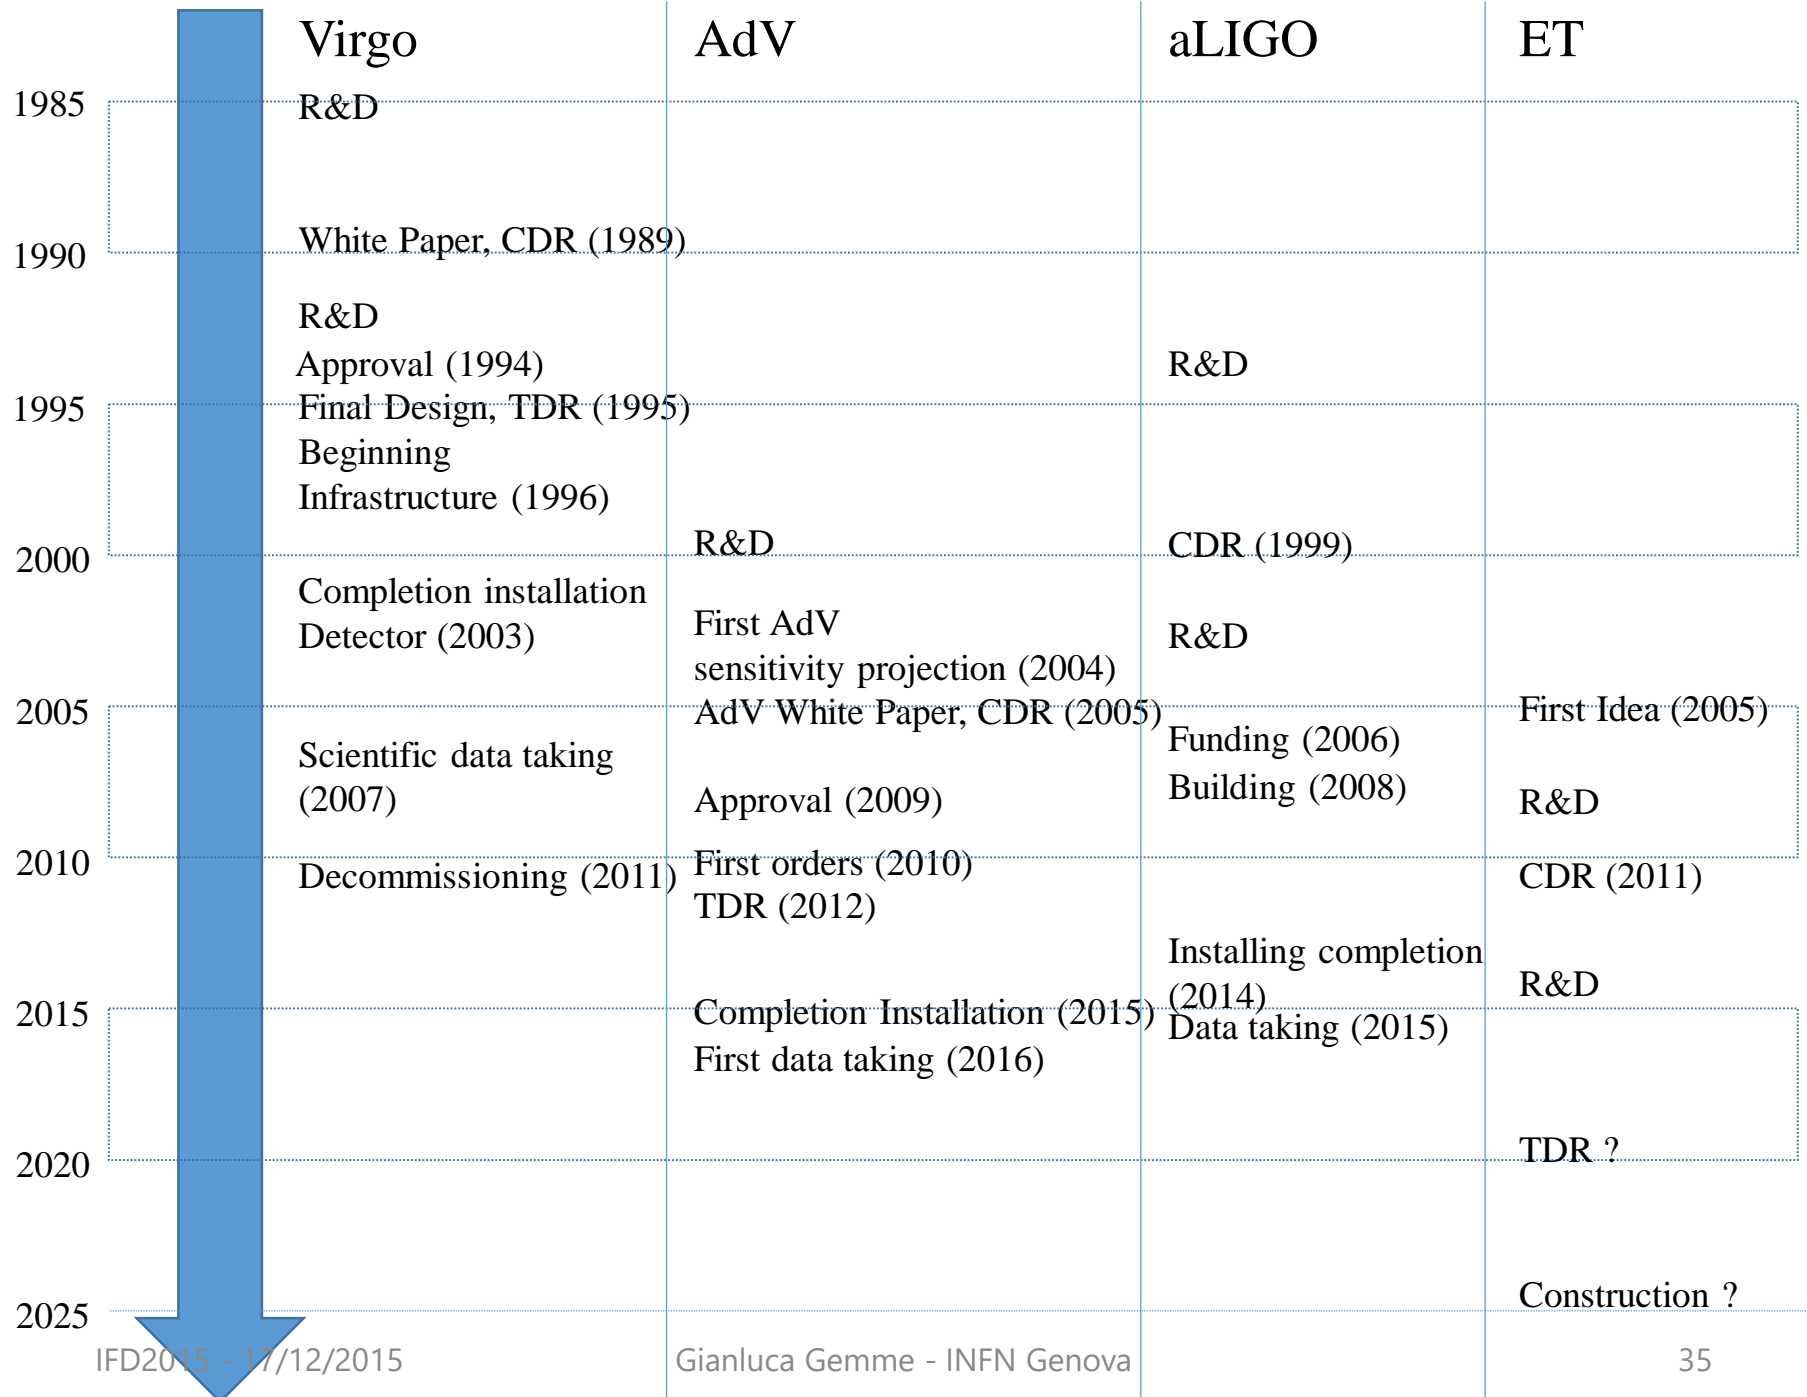 Virgo AdV aLIGO ET
1985
R&D
White Paper, CDR (1989)
1990
R&D
Approval (1994) R&D
1995
Final Design, TDR (1995)
Beginning
Infrastructure (1996)
R&D CDR (1999)
2000
Completion installation
First AdV
Detector (2003) R&D
sensitivity projection (2004)
2005
AdV White Paper, CDR (2005) First Idea (2005)
Funding (2006)
Scientific data taking
Building (2008)
(2007) Approval (2009) R&D
2010
First orders (2010)
Decommissioning (2011) CDR (2011)
TDR (2012)
Installing completion
R&D
(2014)
2015
Completion Installation (2015)
Data taking (2015)
First data taking (2016)
TDR ?
2020
Construction ?
2025
IFD2015 - 17/12/2015 Gianluca Gemme - INFN Genova 35